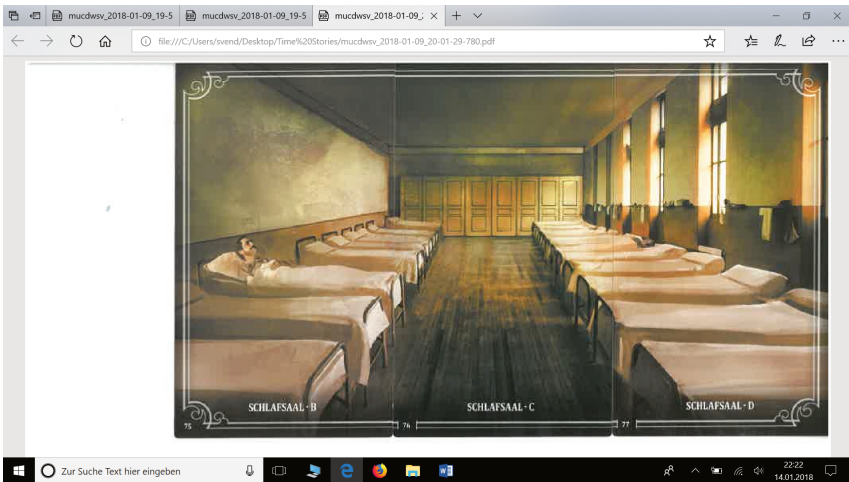 mucdwsv_2018-01-09_19-5
mucdwsv_2018-01-09_19-5
mucdwsv_2018-01-09_2
file:///C:/Users/svend/Desktop/Time%20Stories/mucdwsv_2018-01-09_20-01-29-780.pdf
SCHLAFSAAL - B
SCHLAFSAAL - C
SCHLAFSAAL - D
75
76
77
Zur Suche Text hier eingeben
22:22
14.01.2018